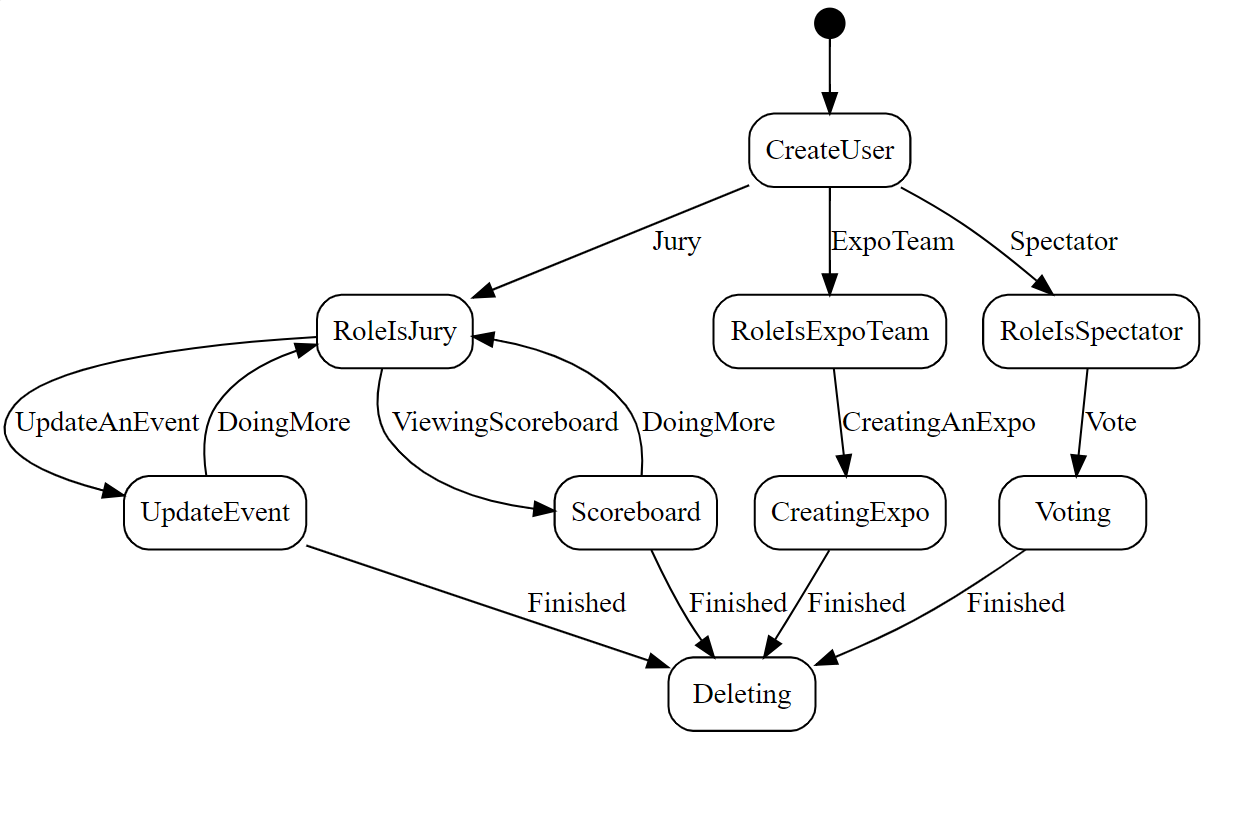 CreateUser
Jury
ExpoTeam
Spectator
RoleIsJury
RoleIsExpoTeam
RoleIsSpectator
UpdateAnEvent
DoingMore
ViewingScoreboard
DoingMore
CreatingAnExpo
Vote
UpdateEvent
Scoreboard
CreatingExpo
Voting
Finished
Finished
Finished
Finished
Deleting